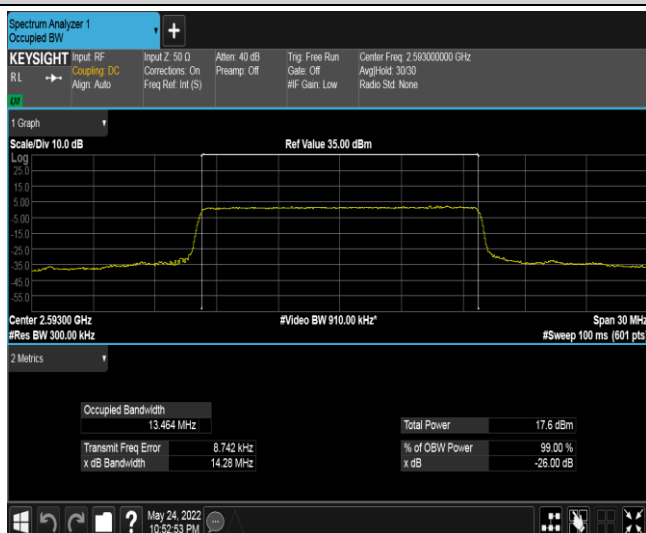 Spectrum Analyzer 1
Occupied BW
+
KEYSIGHT
RL
Input: RF
Coupling: DC
Align: Auto
Input Z: 50 Ω
Corrections: On
Freq Ref: Int (S)
Atten: 40 dB
Preamp: Off
Trig: Free Run
Gate: Off
#IF Gain: Low
Center Freq: 2.593000000 GHz
Avg|Hold: 30/30
Radio Std: None
1 Graph
Scale/Div 10.0 dB
Ref Value 35.00 dBm
Log
25.0
15.0
5.00
-5.00
-15.0
-25.0
-35.0
-45.0
-55.0
Center 2.59300 GHz
#Video BW 910.00 kHz*
Span 30 MHz
#Res BW 300.00 kHz
#Sweep 100 ms (601 pts)
2 Metrics
Occupied Bandwidth
13.464 MHz
Total Power 17.6 dBm
Transmit Freq Error 8.742 kHz
% of OBW Power 99.00 %
x dB Bandwidth 14.28 MHz
x dB -26.00 dB
?
May 24, 2022
10:52:53 PM